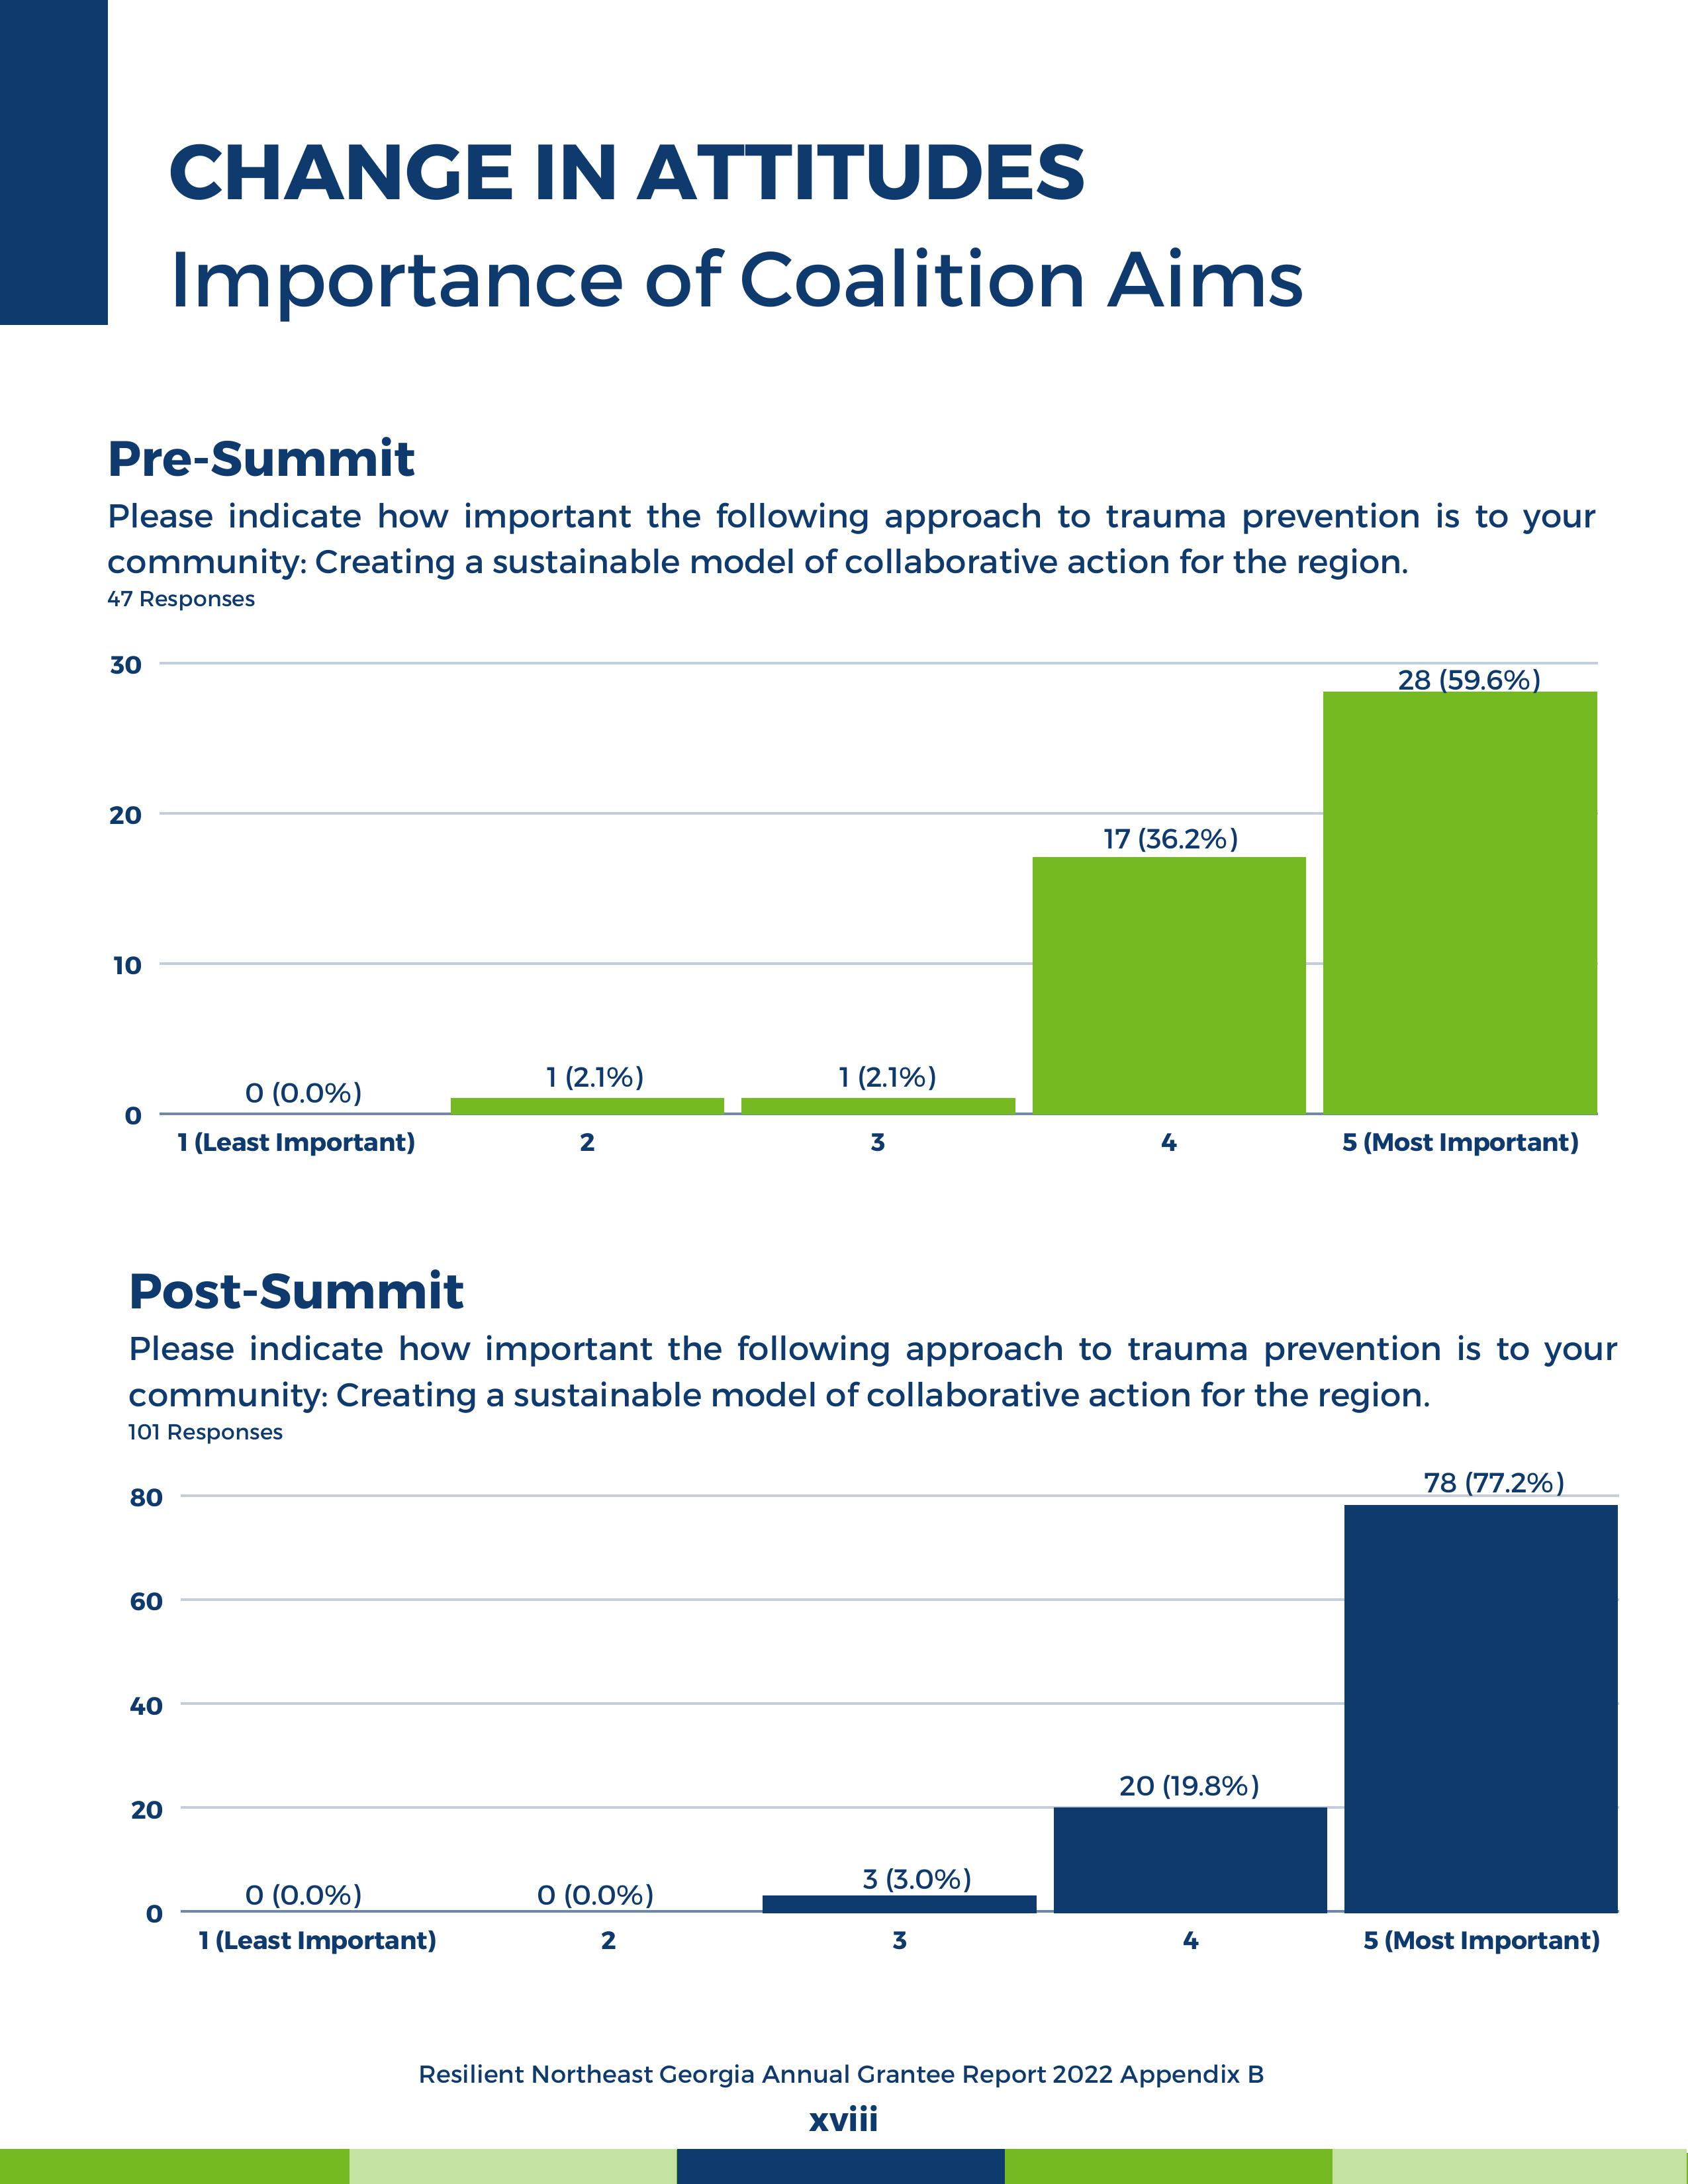 CHANGE IN ATTITUDES
Importance of Coalition Aims
Pre-Summit
Please indicate how important the following approach to trauma prevention is to your
community: Creating a sustainable model of collaborative action for the region.
47 Responses
30
28 (59.6%)
20
17 (36.2%)
10
1 (2.1%)
1 (2.1%)
0 (0.0%)
0
1 (Least Important)
2
3
4
5 (Most Important)
Post-Summit
Please indicate how important the following approach to trauma prevention is to your
community: Creating a sustainable model of collaborative action for the region.
101 Responses
78 (77.2%)
80
60
40
20 (19.8%)
20
3 (3.0%)
0 (0.0%)
0 (0.0%)
0
1 (Least Important)
2
3
4
5 (Most Important)
Resilient Northeast Georgia Annual Grantee Report 2022 Appendix B
xviii